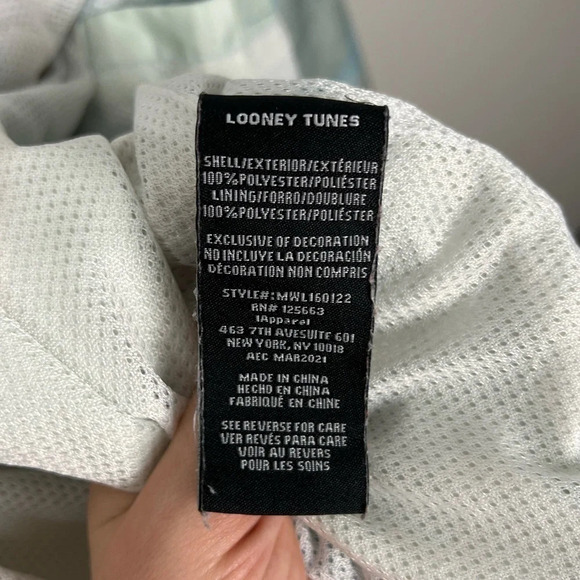 LOONEY TUNES
SHELL/EXTERIOR/EXTÉRIEUR
100%POLYESTER/POLIÉSTER
LINING/FORRO/DOUBLURE
100%POLYESTER/POLIÉSTER
EXCLUSIVE OF DECORATION
NO INCLUYE LA DECORACIÓN
DÉCORATION NON COMPRIS
STYLE#:MWL160122
RN# 125663
1Apparel
463 7TH AVESUITE 601
NEW YORK, NY 10018
AEC MAR2021
MADE IN CHINA
HECHO EN CHINA
FABRIQUÉ EN CHINE
SEE REVERSE FOR CARE
VER REVÉS PARA CARE
VOIR AU REVERS
POUR LES SOINS